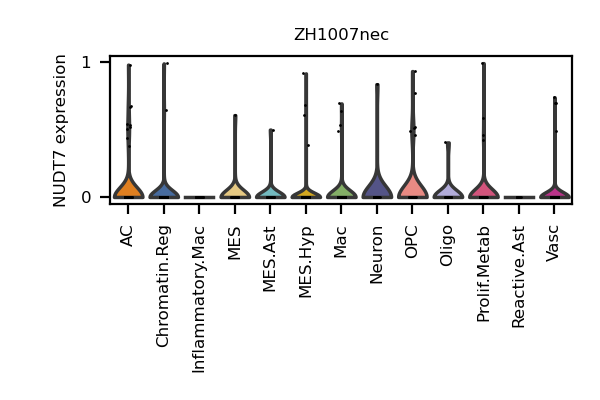 ZH1007nec
NUDT7 expression
1
0
AC
Chromatin.Reg
Inflammatory.Mac
MES
MES.Ast
MES.Hyp
Mac
Neuron
OPC
Oligo
Prolif.Metab
Reactive.Ast
Vasc